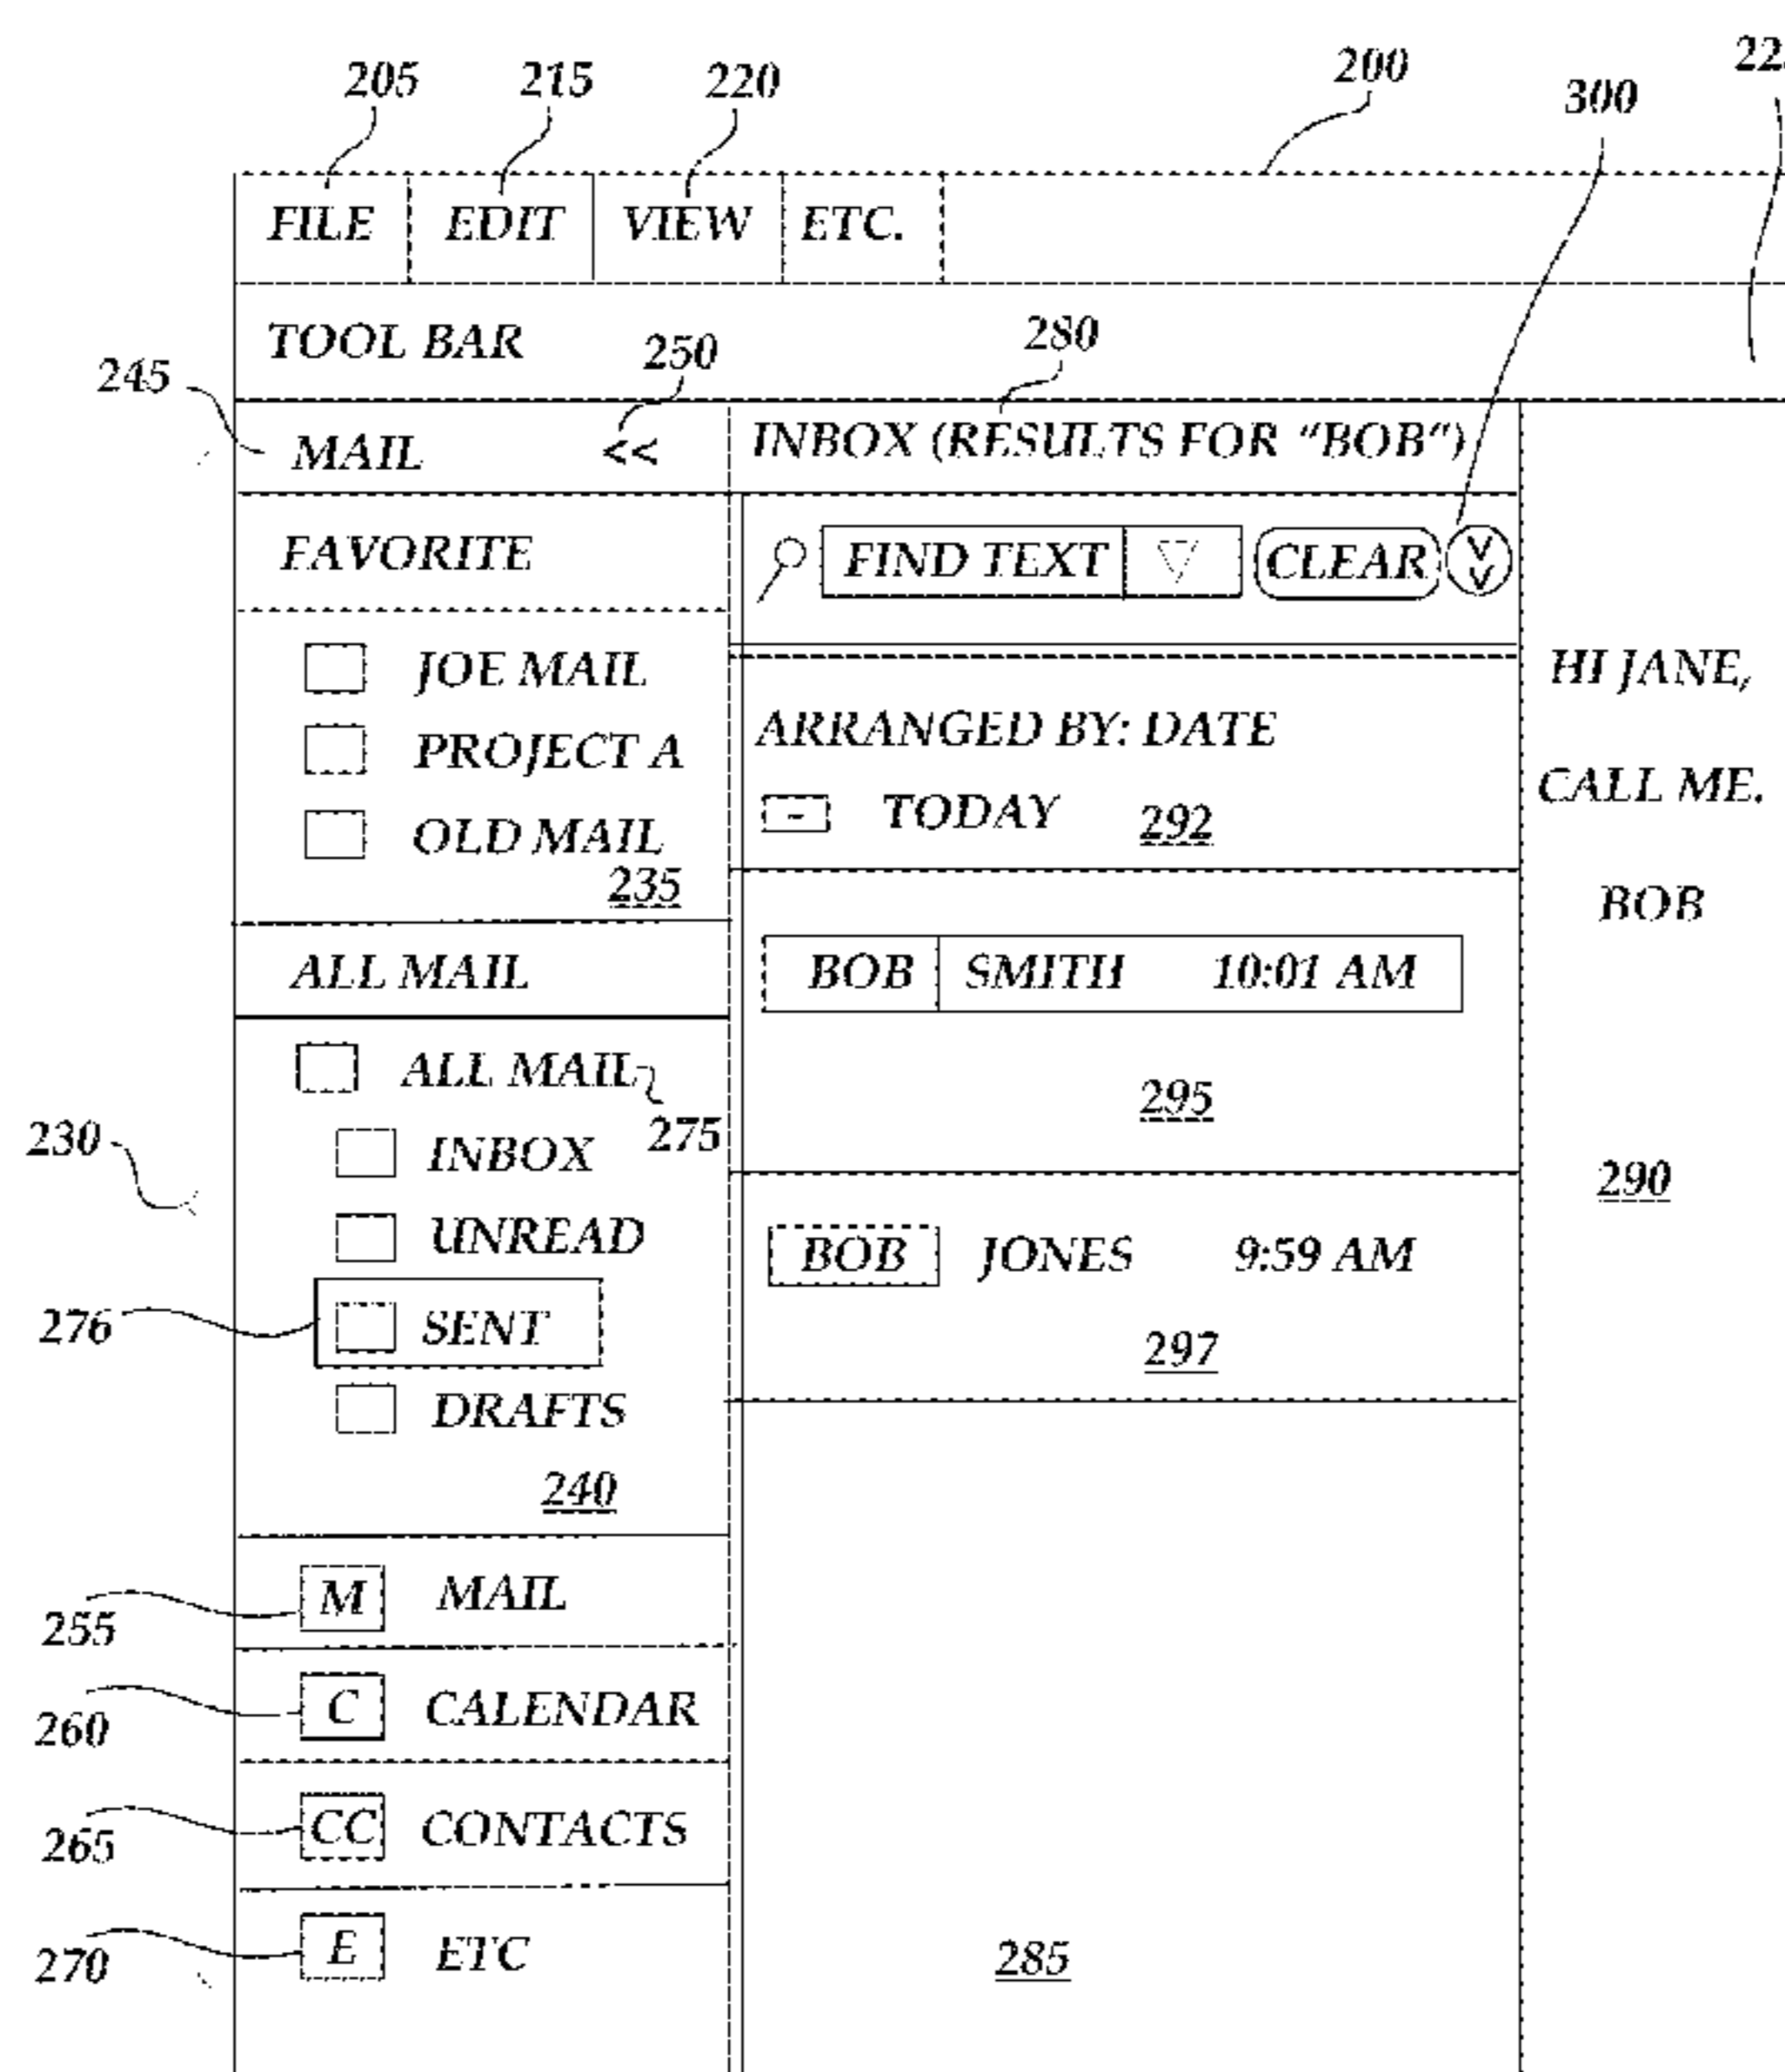 205 215 220 200 300
FILE EDIT VIEW ETC.
TOOL BAR
245 250 280
MAIL << INBOX (RESULTS FOR "BOB")
FAVORITE
FIND TEXT CLEAR
JOE MAIL
PROJECT A
OLD MAIL
235
ARRANGED BY: DATE
- TODAY 292
HI JANE,
CALL ME.
BOB
ALL MAIL
BOB SMITH 10:01 AM
295
ALL MAIL
275
230
INBOX
UNREAD
276 SENT
DRAFTS
240
290
BOB JONES 9:59 AM
297
255 M MAIL
260 C CALENDAR
265 CC CONTACTS
270 E ETC
285